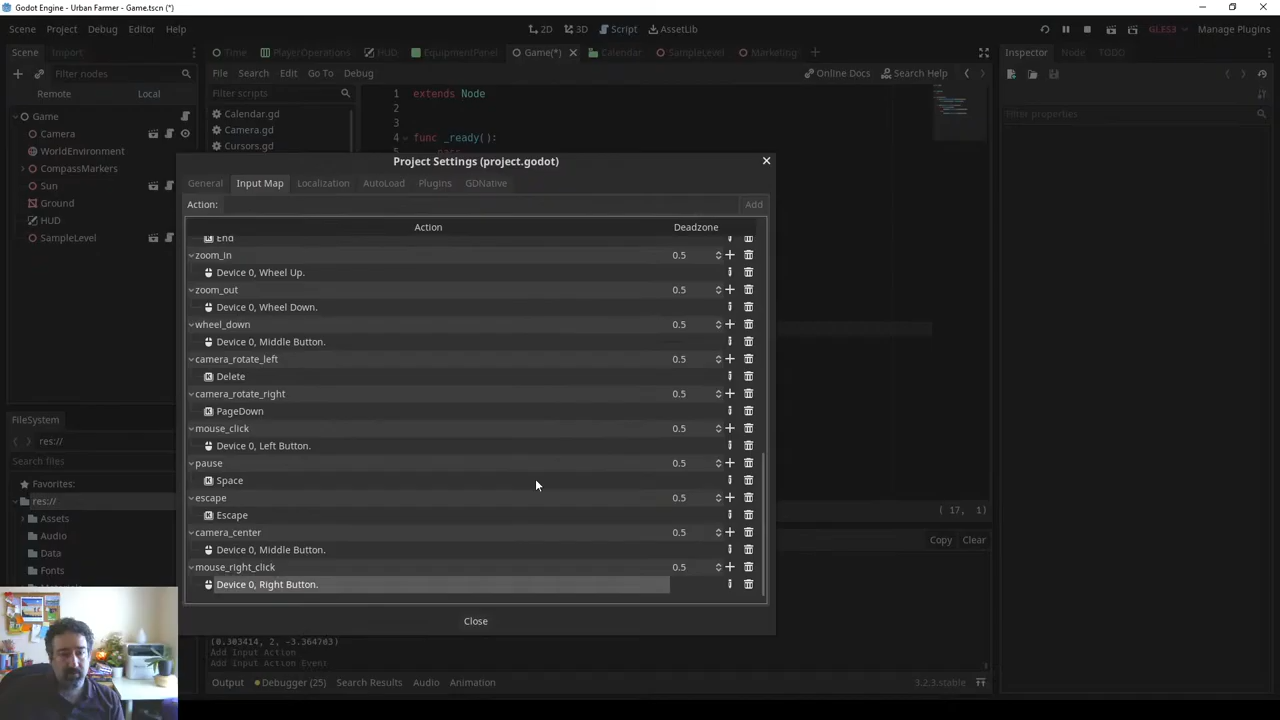 Godot Engine - Urban Farmer - Game.tscn (*)
Scene Project Debug Editor Help
2D 3D Script AssetLib
GLES3 Manage Plugins
Scene Import
Time PlayerOperations HUD EquipmentPanel Game(*) Calendar SampleLevel Marketing
Inspector Node TODO
Filter nodes
File Search Edit Go To Debug
Online Docs Search Help
Remote Local
Filter scripts
1 extends Node
2
3
4 func _ready():
Filter properties
Calendar.gd
Camera.gd
Cursors.gd
Game
Camera
WorldEnvironment
CompassMarkers
Sun
Ground
HUD
SampleLevel
Project Settings (project.godot)
General Input Map Localization AutoLoad Plugins GDNative
Action: Add
Action Deadzone
End
zoom_in 0.5
Device 0, Wheel Up.
zoom_out 0.5
Device 0, Wheel Down.
wheel_down 0.5
Device 0, Middle Button.
camera_rotate_left 0.5
Delete
camera_rotate_right 0.5
PageDown
mouse_click 0.5
Device 0, Left Button.
pause 0.5
Space
escape 0.5
Escape
camera_center 0.5
Device 0, Middle Button.
mouse_right_click 0.5
Device 0, Right Button.
Close
FileSystem
res://
Search files
Favorites:
res://
Assets
Audio
Data
Fonts
( 17, 1)
Copy Clear
(0.303414, 2, -3.364703)
Add Input Action
Add Input Action Event
Output Debugger (25) Search Results Audio Animation
3.2.3.stable